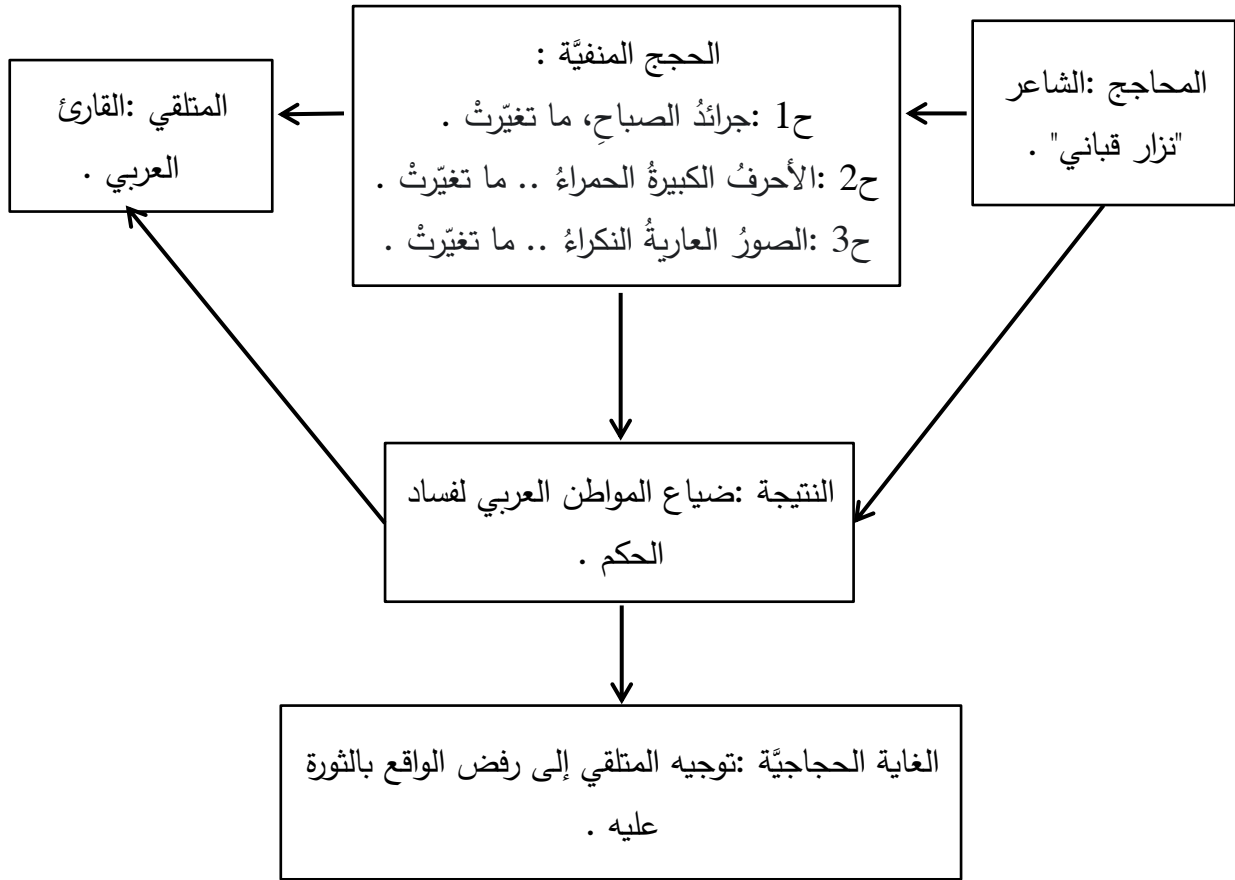 المحاجج :الشاعر
"نزار قباني" .
الحجج المنفيَّة :
ح1 :جرائدُ الصباحِ، ما تغيّرتْ .
ح2 :الأحرفُ الكبيرةُ الحمراءُ .. ما تغيّرتْ .
ح3 :الصورُ العاريةُ النكراءُ .. ما تغيّرتْ .
المتلقي :القارئ
العربي .
النتيجة :ضياع المواطن العربي لفساد
الحكم .
الغاية الحجاجيَّة :توجيه المتلقي إلى رفض الواقع بالثورة
عليه .